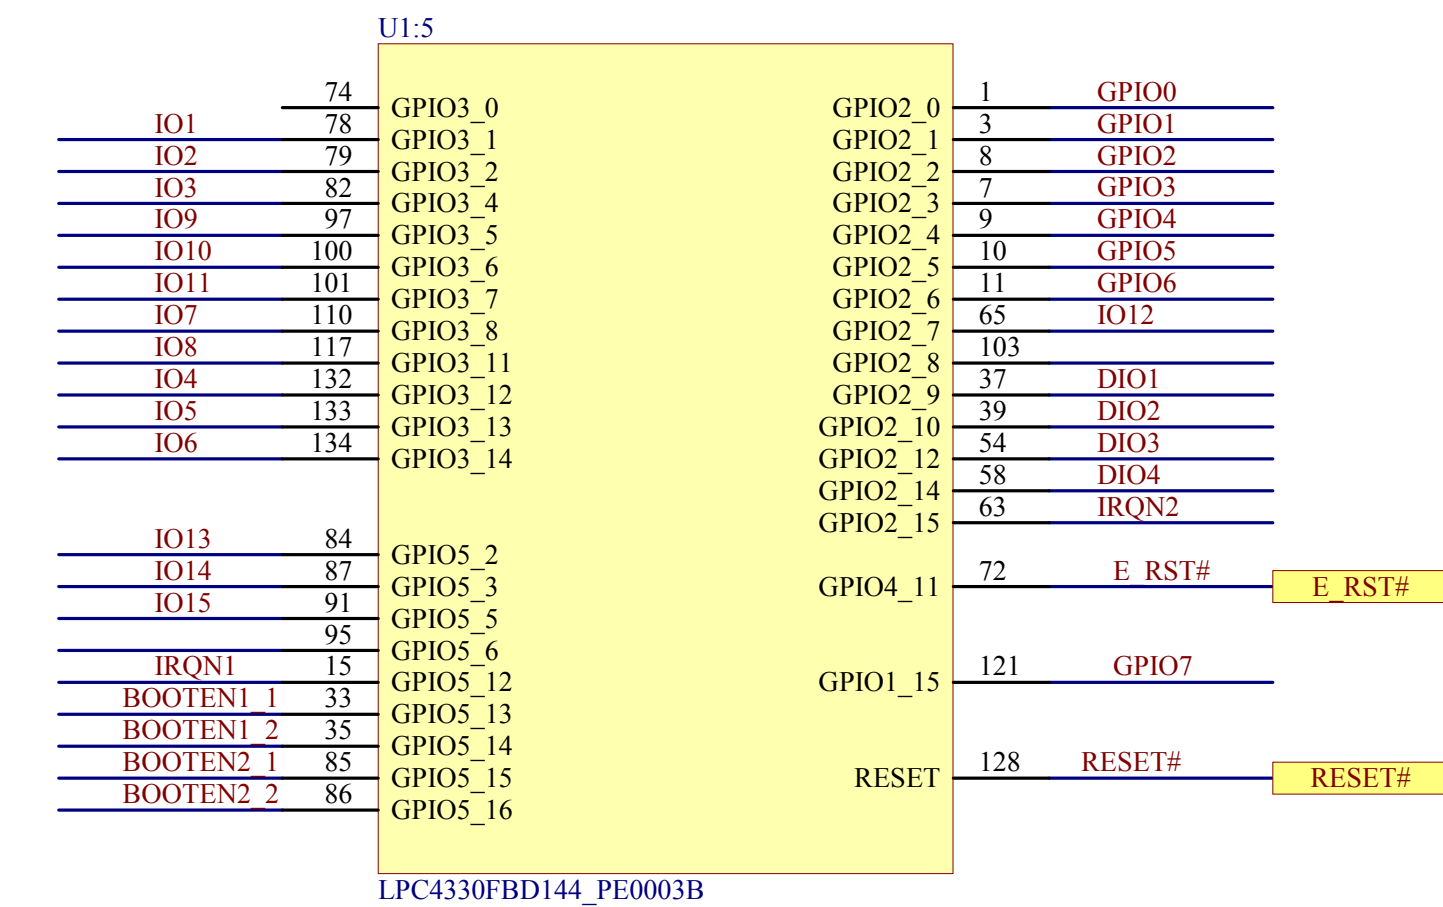 U1:5
74 GPIO3_0 GPIO2_0 1 GPIO0
IO1 78 GPIO3_1 GPIO2_1 3 GPIO1
IO2 79 GPIO3_2 GPIO2_2 8 GPIO2
IO3 82 GPIO3_4 GPIO2_3 7 GPIO3
IO9 97 GPIO3_5 GPIO2_4 9 GPIO4
IO10 100 GPIO3_6 GPIO2_5 10 GPIO5
IO11 101 GPIO3_7 GPIO2_6 11 GPIO6
IO7 110 GPIO3_8 GPIO2_7 65 IO12
IO8 117 GPIO3_11 GPIO2_8 103
IO4 132 GPIO3_12 GPIO2_9 37 DIO1
IO5 133 GPIO3_13 GPIO2_10 39 DIO2
IO6 134 GPIO3_14 GPIO2_12 54 DIO3
GPIO2_14 58 DIO4
GPIO2_15 63 IRQN2
IO13 84 GPIO5_2
IO14 87 GPIO5_3 GPIO4_11 72 E_RST# E_RST#
IO15 91 GPIO5_5
95 GPIO5_6
IRQN1 15 GPIO5_12 GPIO1_15 121 GPIO7
BOOTEN1_1 33 GPIO5_13
BOOTEN1_2 35 GPIO5_14
BOOTEN2_1 85 GPIO5_15 RESET 128 RESET# RESET#
BOOTEN2_2 86 GPIO5_16
LPC4330FBD144_PE0003B